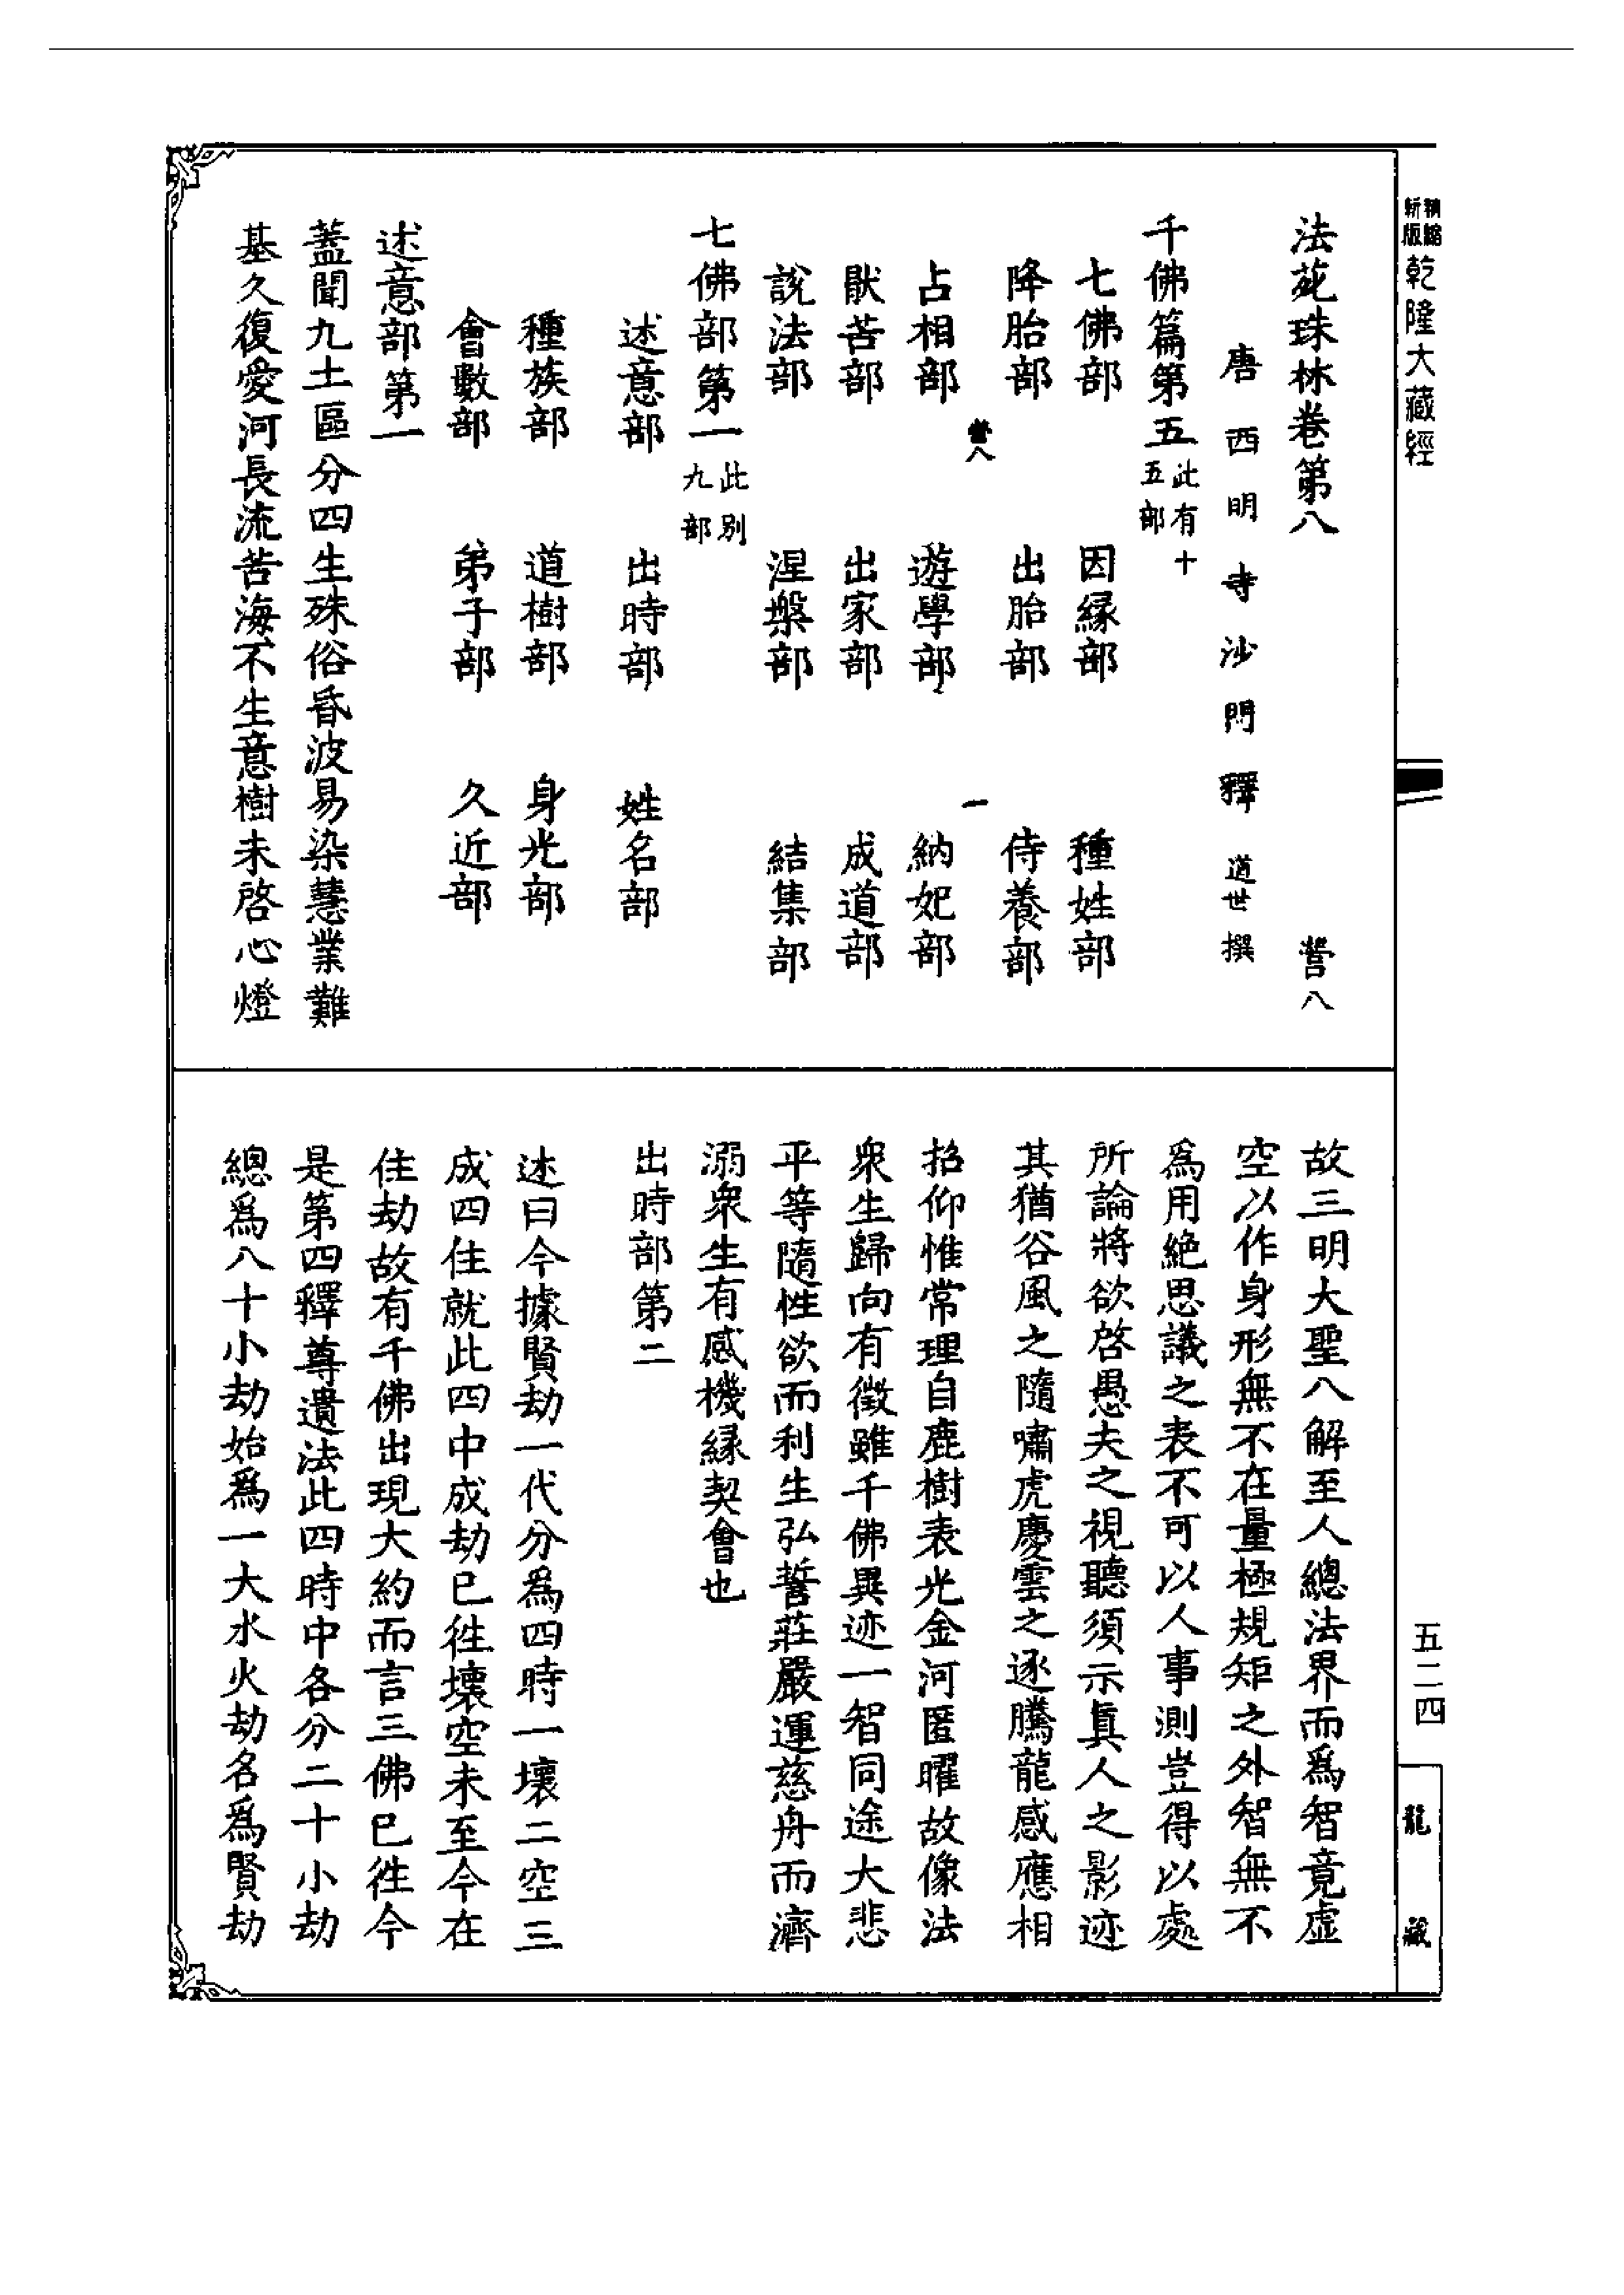 精縮新版
乾隆大藏經
五二四
龍藏
法苑珠林卷第八
營八
唐西明寺沙門釋道世撰
千佛篇第五此有十五部
七佛部 因緣部 種姓部
降胎部 出胎部 侍養部
營八 一
占相部 遊學部 納妃部
猒苦部 出家部 成道部
說法部 涅槃部 結集部
七佛部第一此別九部
述意部 出時部 姓名部
種族部 道樹部 身光部
會數部 弟子部 久近部
述意部第一
蓋聞九土區分四生殊俗昏波易染慧業難
基久復愛河長流苦海不生意樹未啓心燈
故三明大聖八解至人總法界而爲智竟虛
空以作身形無不在量極規矩之外智無不
爲用絕思議之表不可以人事測豈得以處
所論將欲啓愚夫之視聽須示真人之影迹
其猶谷風之隨嘯虎慶雲之逐騰龍感應相
招仰惟常理自鹿樹表光金河匿曜故像法
衆生歸向有徵雖千佛異迹一智同途大悲
平等隨性欲而利生弘誓莊嚴運慈舟而濟
溺衆生有感機緣契會也
出時部第二
述曰今據賢劫一代分爲四時一壞二空三
成四住就此四中成劫已徃壞空未至今在
住劫故有千佛出現大約而言三佛已徃今
是第四釋尊遺法此四時中各分二十小劫
總爲八十小劫始爲一大水火劫名爲賢劫